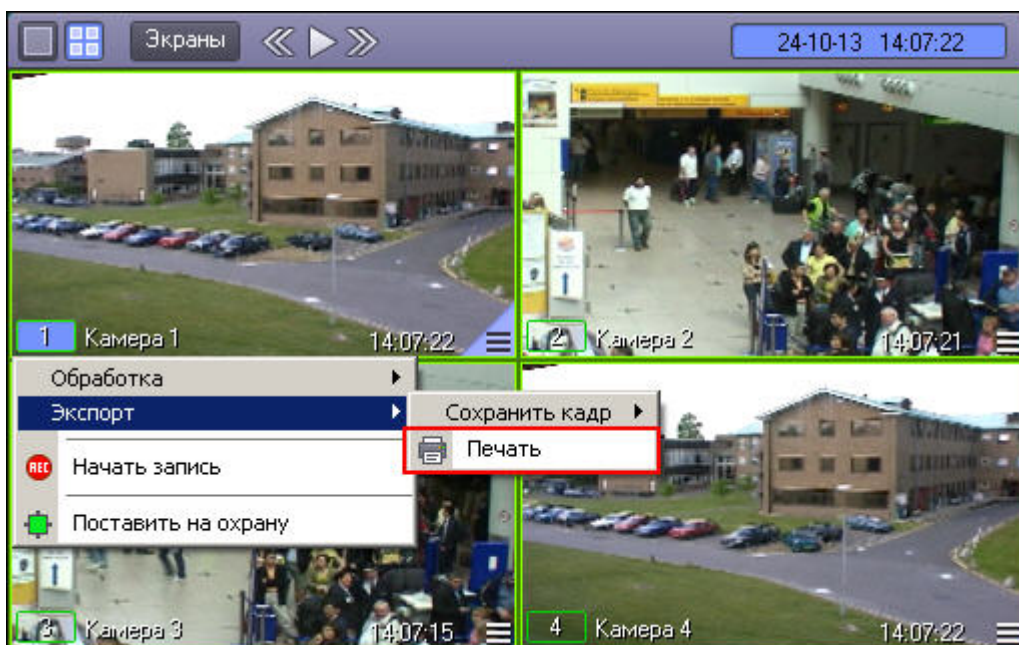 Экраны
24-10-13 14:07:22
1 Камера 1 14:07:22
2 Камера 2 14:07:21
Обработка
Экспорт
Сохранить кадр
Печать
REC Начать запись
Поставить на охрану
3 Камера 3 14:07:15
4 Камера 4 14:07:22